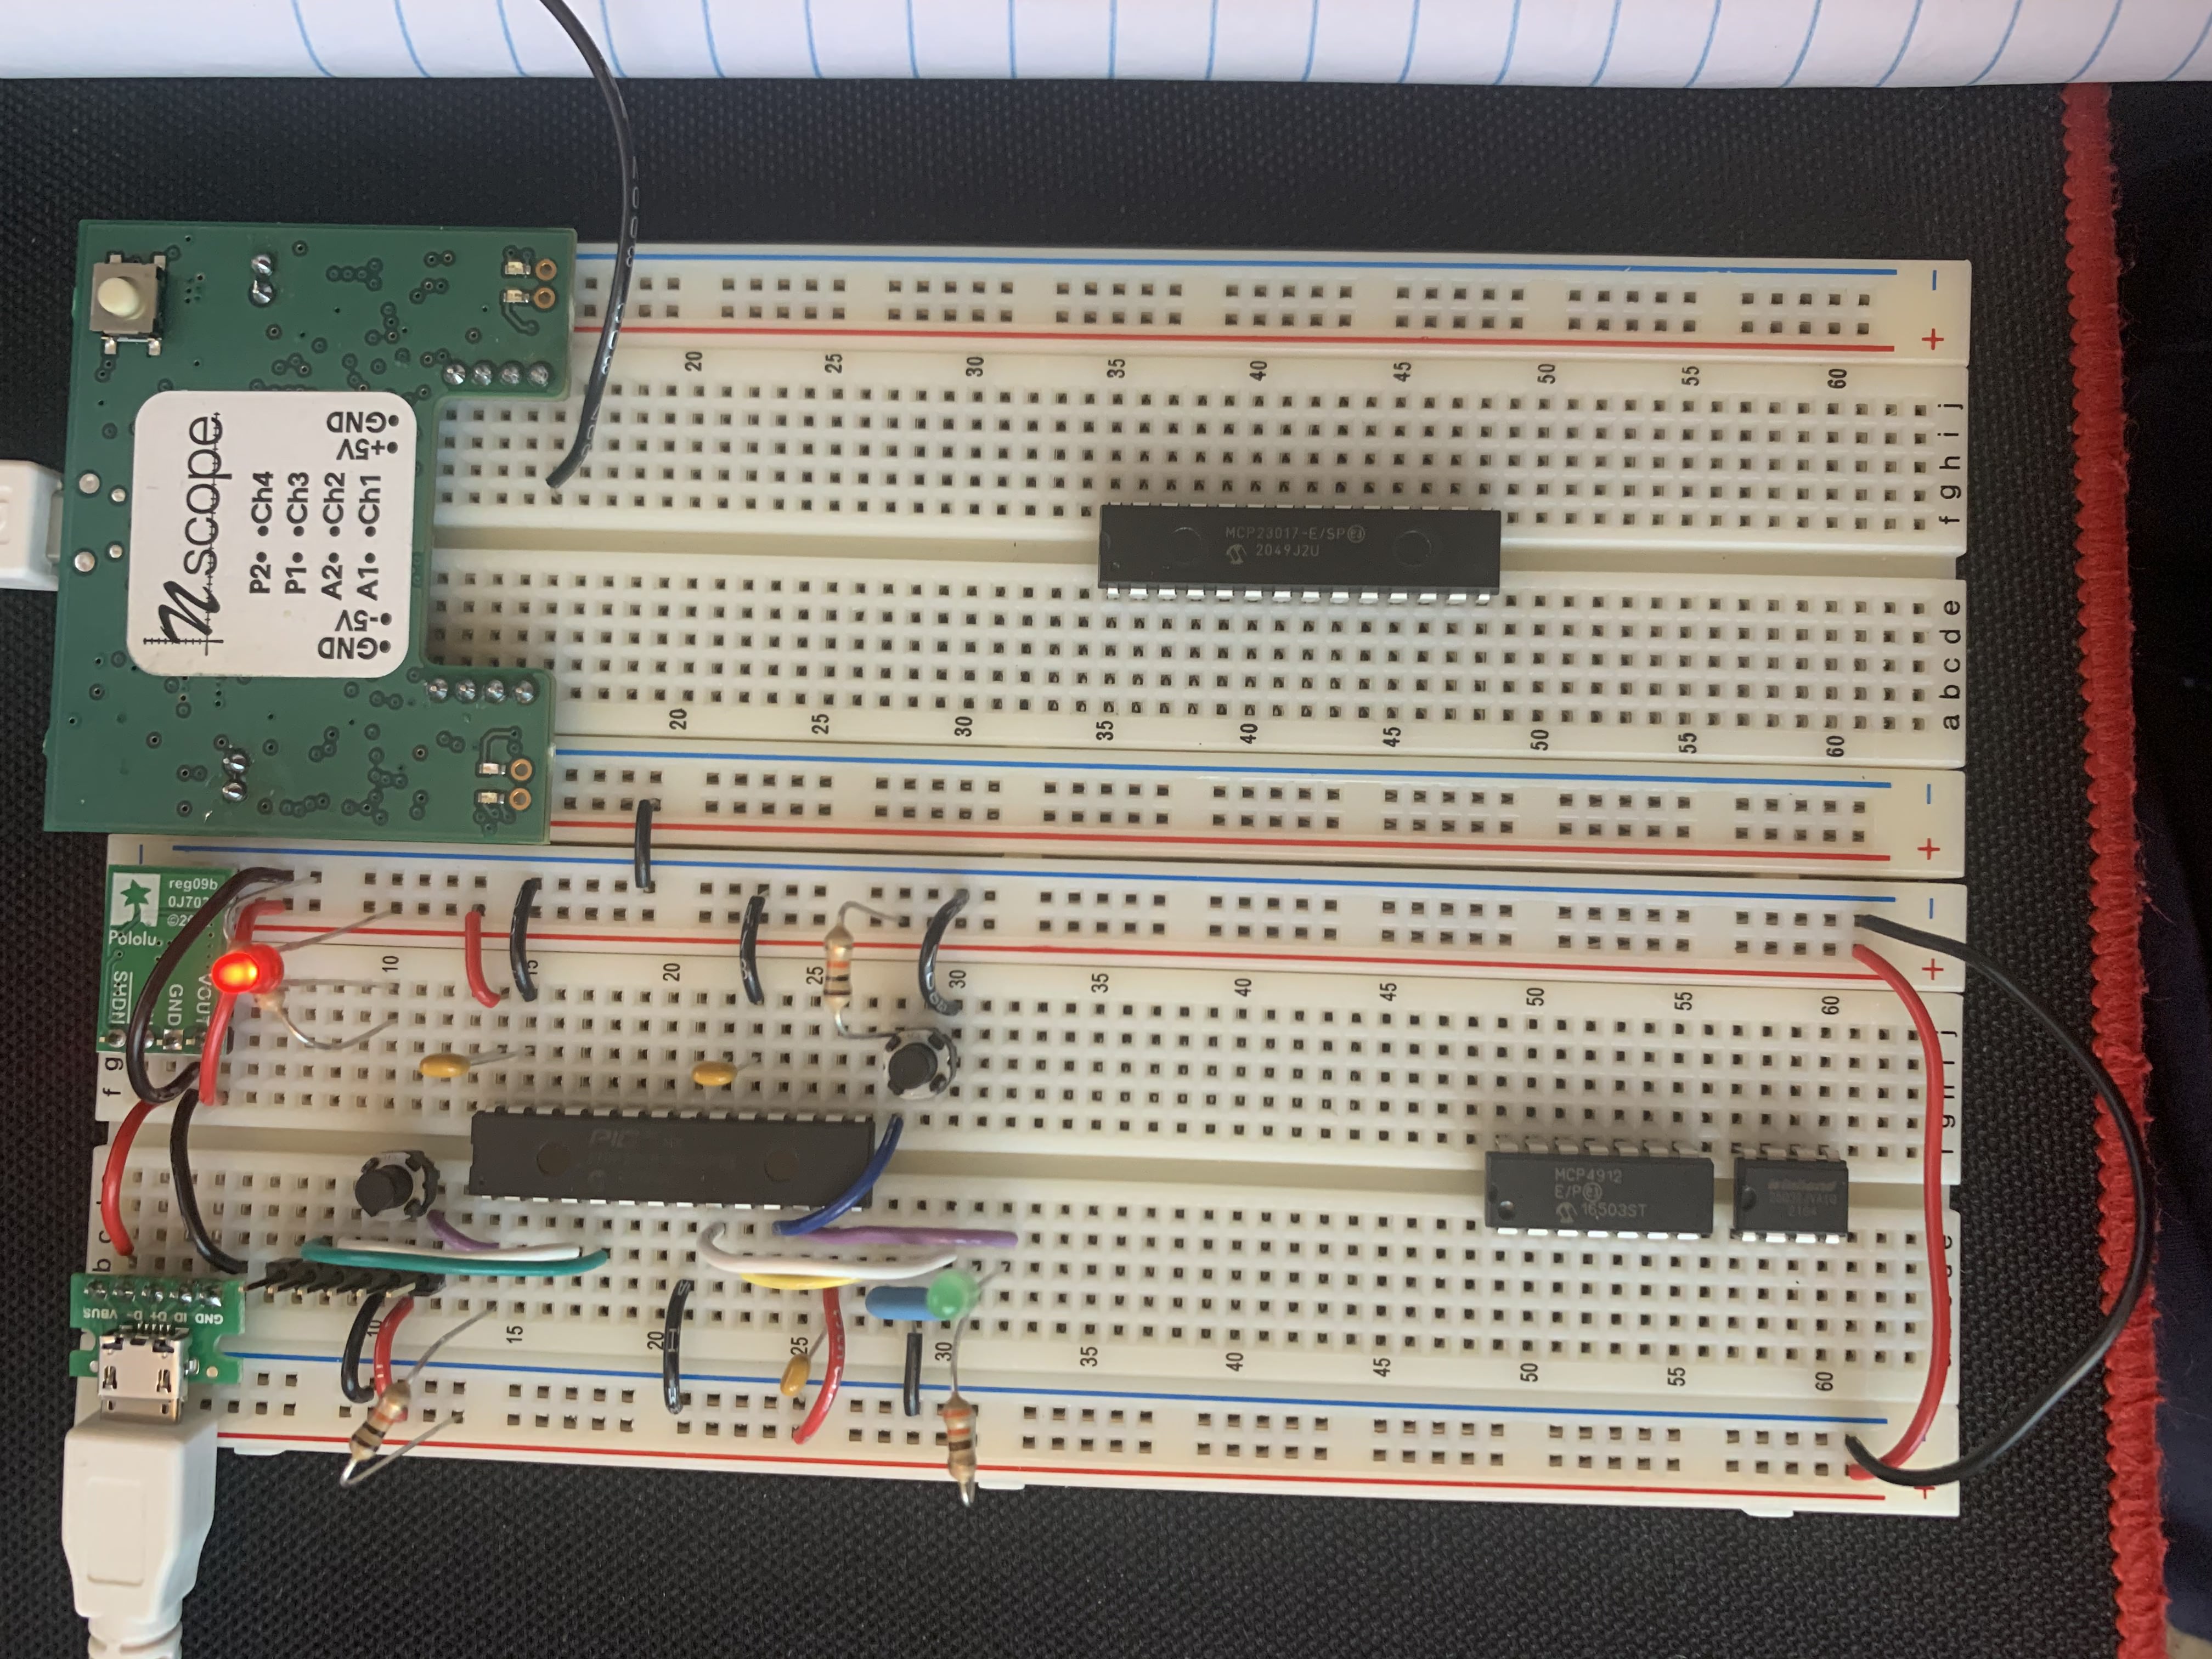 VBUS
D-
D+
ID
GND
b c
f g
SHDN
GND
VOUT
Pololu
reg09b
nscope
P2• •Ch4
P1• •Ch3
A2• •Ch2
A1• •Ch1
•GND
•-5V
•+5V
•GND
10
10
15
15
20
20
20
20
25
25
25
25
30
30
30
30
35
35
35
35
40
40
40
40
MCP23017-E/SP
2049J2U
45
45
45
45
50
50
50
50
MCP4912
E/P
16503ST
55
55
55
55
60
60
60
60
+ + − + − + −
a b c d e
f g h i j